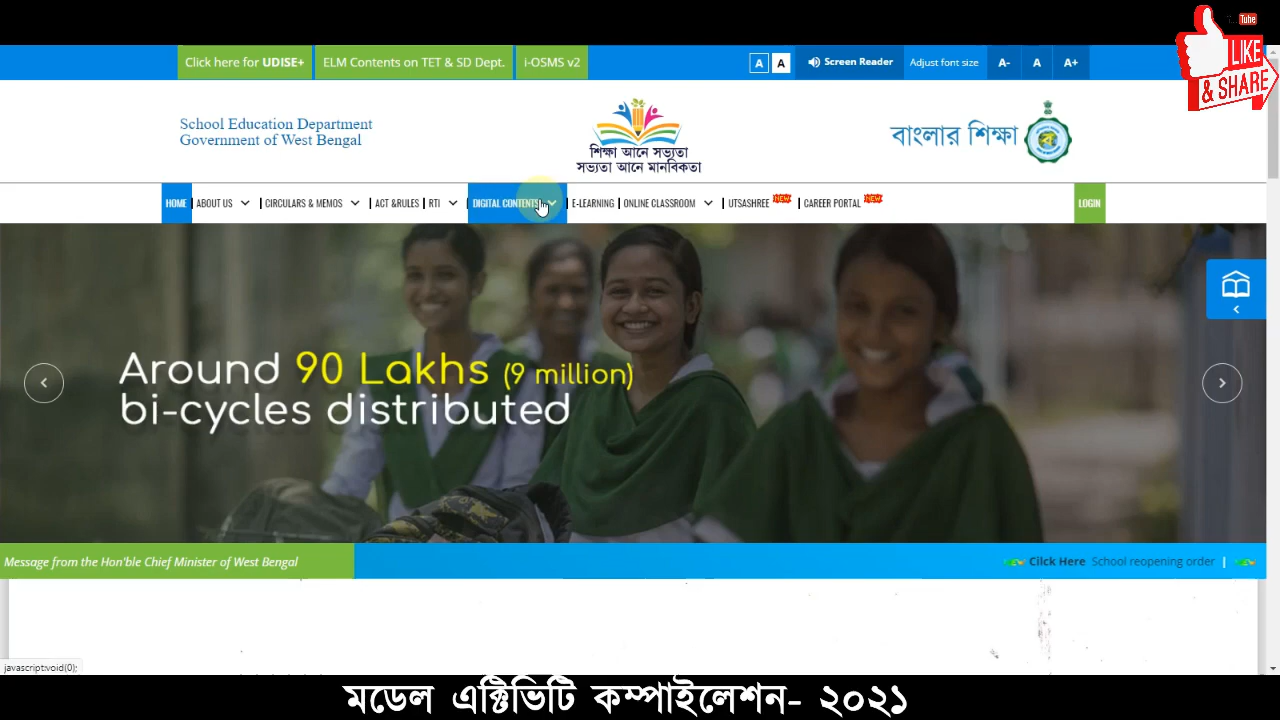 Tube
LIKE
& SHARE
Click here for UDISE+
ELM Contents on TET & SD Dept.
i-OSMS v2
A
A
Screen Reader
Adjust font size
A-
A
A+
School Education Department
Government of West Bengal
শিক্ষা আনে সভ্যতা
সভ্যতা আনে মানবিকতা
বাংলার শিক্ষা
HOME
ABOUT US
CIRCULARS & MEMOS
ACT &RULES
RTI
DIGITAL CONTENTS
E-LEARNING
ONLINE CLASSROOM
UTSASHREE NEW
CAREER PORTAL NEW
LOGIN
Around 90 Lakhs (9 million)
bi-cycles distributed
Message from the Hon'ble Chief Minister of West Bengal
Cilck Here School reopening order |
javascript:void(0);
মডেল এক্টিভিটি কম্পাইলেশন- ২০২১